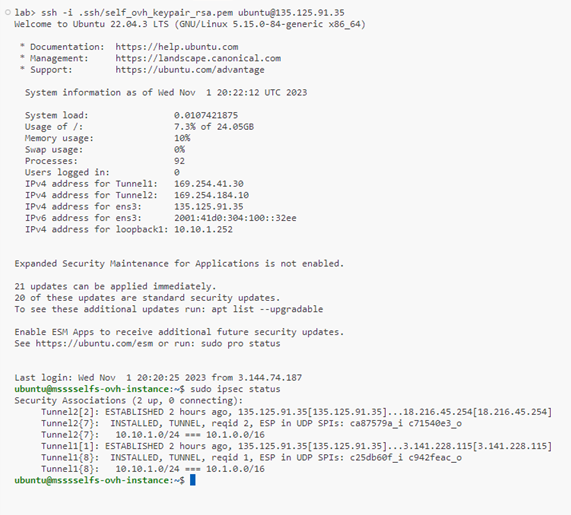 lab> ssh -i .ssh/self_ovh_keypair_rsa.pem ubuntu@135.125.91.35
Welcome to Ubuntu 22.04.3 LTS (GNU/Linux 5.15.0-84-generic x86_64)
* Documentation: https://help.ubuntu.com
* Management: https://landscape.canonical.com
* Support: https://ubuntu.com/advantage
System information as of Wed Nov 1 20:22:12 UTC 2023
System load: 0.0107421875
Usage of /: 7.3% of 24.05GB
Memory usage: 10%
Swap usage: 0%
Processes: 92
Users logged in: 0
IPv4 address for Tunnel1: 169.254.41.30
IPv4 address for Tunnel2: 169.254.184.10
IPv4 address for ens3: 135.125.91.35
IPv6 address for ens3: 2001:41d0:304:100::32ee
IPv4 address for loopback1: 10.10.1.252
Expanded Security Maintenance for Applications is not enabled.
21 updates can be applied immediately.
20 of these updates are standard security updates.
To see these additional updates run: apt list --upgradable
Enable ESM Apps to receive additional future security updates.
See https://ubuntu.com/esm or run: sudo pro status
Last login: Wed Nov 1 20:20:25 2023 from 3.144.74.187
ubuntu@msssselfs-ovh-instance:~$ sudo ipsec status
Security Associations (2 up, 0 connecting):
Tunnel2[2]: ESTABLISHED 2 hours ago, 135.125.91.35[135.125.91.35]...18.216.45.254[18.216.45.254]
Tunnel2{7}: INSTALLED, TUNNEL, reqid 2, ESP in UDP SPIs: ca87579a_i c71540e3_o
Tunnel2{7}: 10.10.1.0/24 === 10.1.0.0/16
Tunnel1[1]: ESTABLISHED 2 hours ago, 135.125.91.35[135.125.91.35]...3.141.228.115[3.141.228.115]
Tunnel1{8}: INSTALLED, TUNNEL, reqid 1, ESP in UDP SPIs: c25db60f_i c942feac_o
Tunnel1{8}: 10.10.1.0/24 === 10.1.0.0/16
ubuntu@msssselfs-ovh-instance:~$